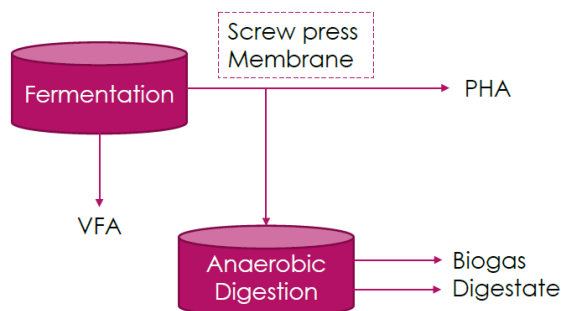 Screw press
Membrane
Fermentation
PHA
VFA
Anaerobic
Digestion
Biogas
Digestate